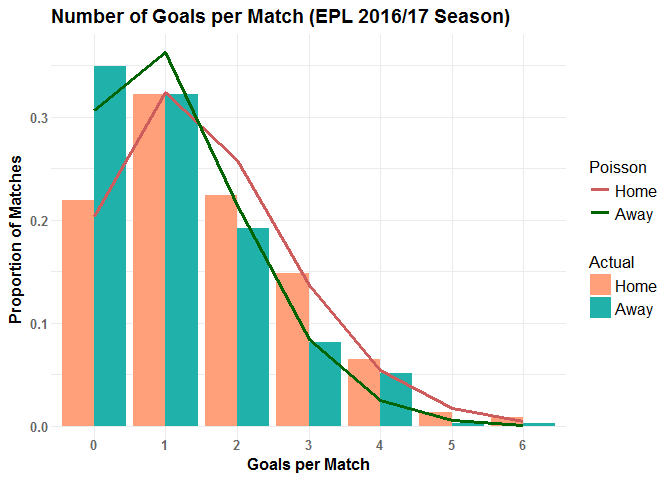 Number of Goals per Match (EPL 2016/17 Season)
Proportion of Matches
0.3
0.2
0.1
0.0
0 1 2 3 4 5 6
Goals per Match
Poisson
Home
Away
Actual
Home
Away